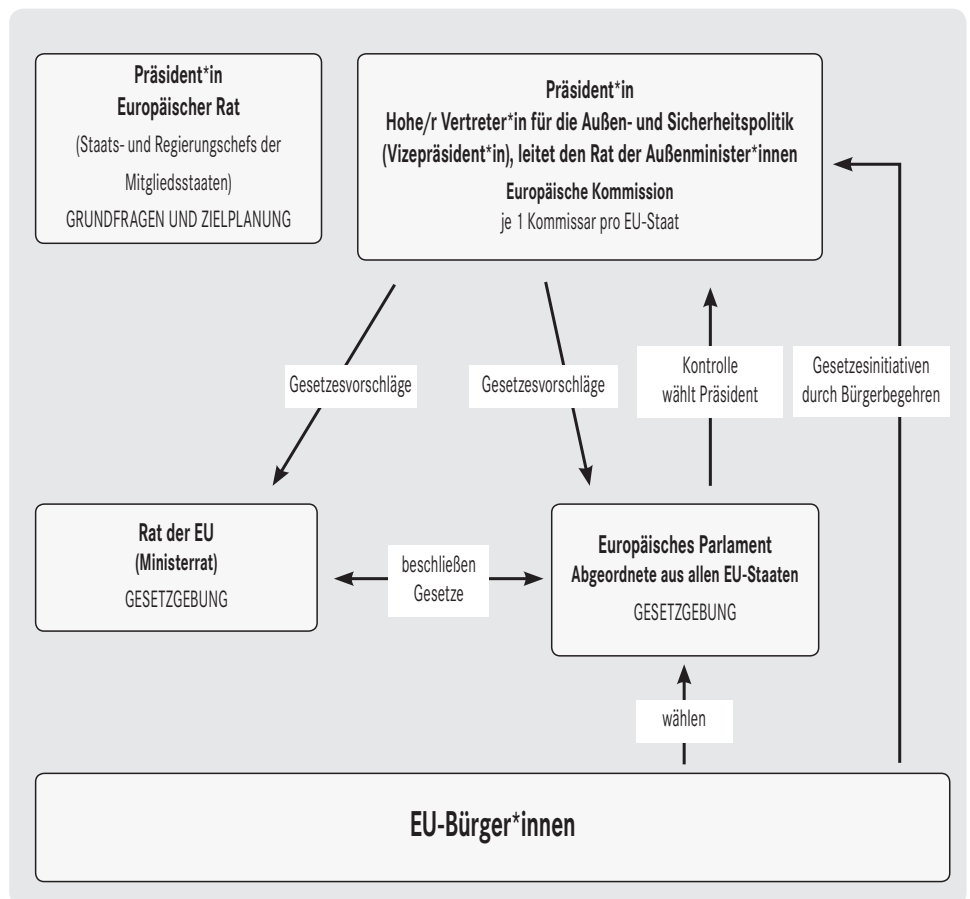 Präsident*in
Europäischer Rat
(Staats- und Regierungschefs der
Mitgliedsstaaten)
GRUNDFRAGEN UND ZIELPLANUNG
Präsident*in
Hohe/r Vertreter*in für die Außen- und Sicherheitspolitik
(Vizepräsident*in), leitet den Rat der Außenminister*innen
Europäische Kommission
je 1 Kommissar pro EU-Staat
Gesetzesvorschläge
Gesetzesvorschläge
Kontrolle
wählt Präsident
Gesetzesinitiativen
durch Bürgerbegehren
Rat der EU
(Ministerrat)
GESETZGEBUNG
beschließen
Gesetze
Europäisches Parlament
Abgeordnete aus allen EU-Staaten
GESETZGEBUNG
wählen
EU-Bürger*innen